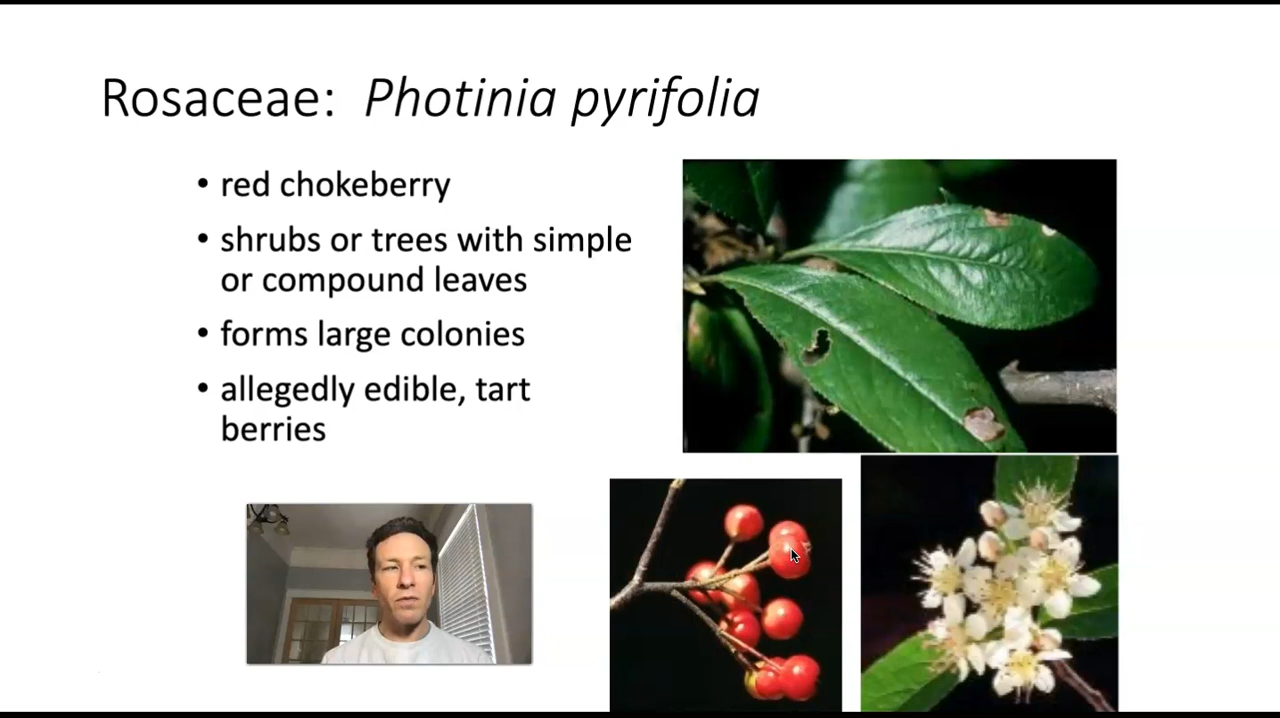 Rosaceae: Photinia pyrifolia
• red chokeberry
• shrubs or trees with simple
or compound leaves
• forms large colonies
• allegedly edible, tart
berries